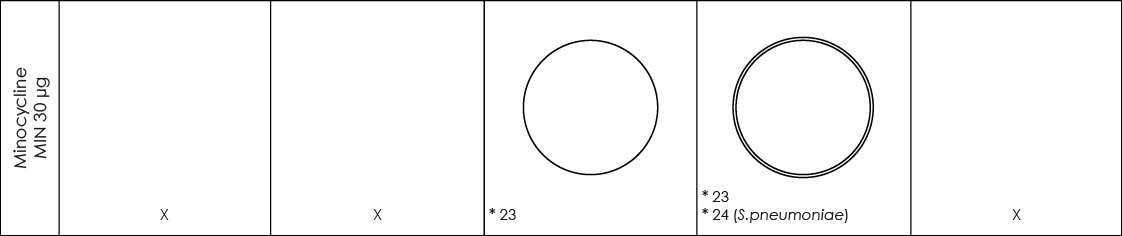 Minocycline
MIN 30 µg
X
X
* 23
* 23
* 24 (S.pneumoniae)
X